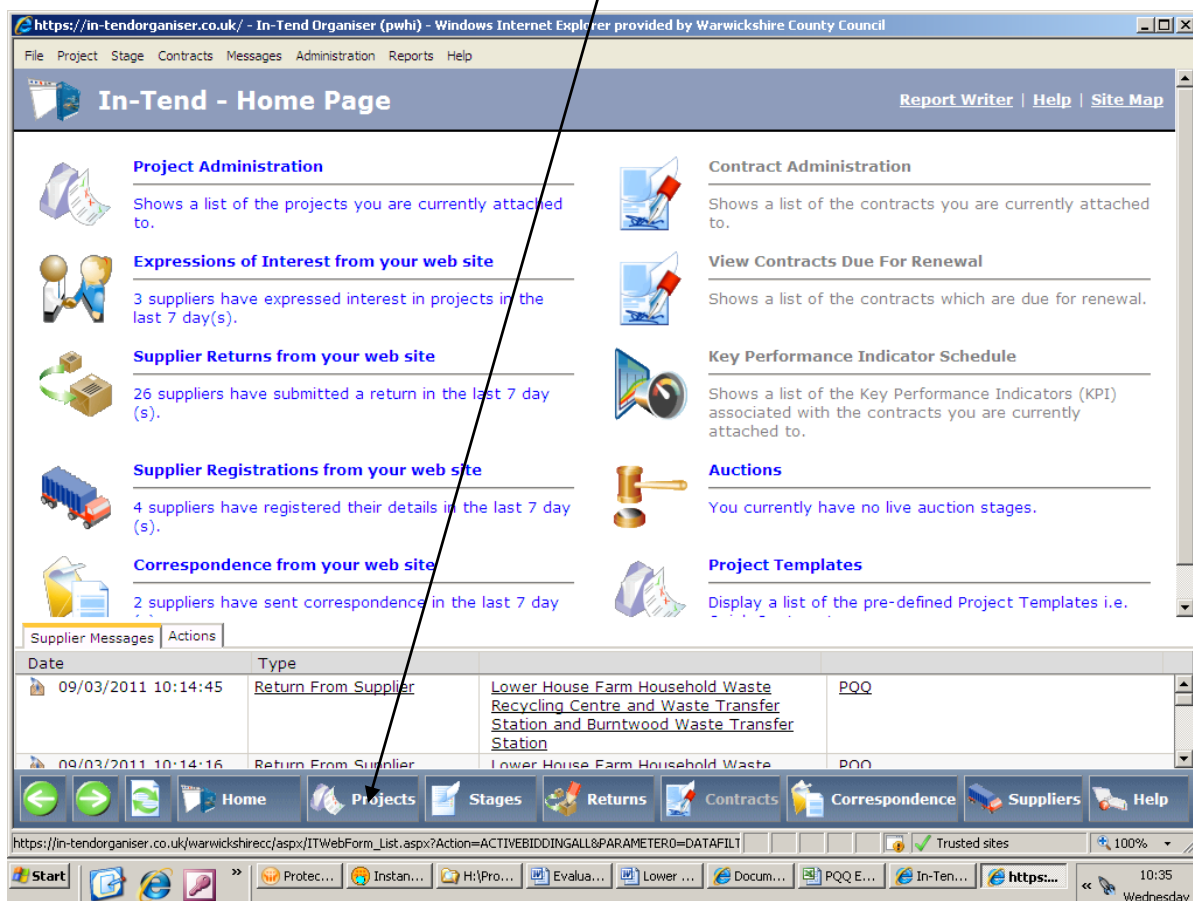 https://in-tendorganiser.co.uk/ - In-Tend Organiser (pwhi) - Windows Internet Explorer provided by Warwickshire County Council
File Project Stage Contracts Messages Administration Reports Help
In-Tend - Home Page
Report Writer | Help | Site Map
Project Administration
Shows a list of the projects you are currently attached
to.
Expressions of Interest from your web site
3 suppliers have expressed interest in projects in the
last 7 day(s).
Supplier Returns from your web site
26 suppliers have submitted a return in the last 7 day
(s).
Supplier Registrations from your web site
4 suppliers have registered their details in the last 7 day
(s).
Correspondence from your web site
2 suppliers have sent correspondence in the last 7 day
Contract Administration
Shows a list of the contracts you are currently attached
to.
View Contracts Due For Renewal
Shows a list of the contracts which are due for renewal.
Key Performance Indicator Schedule
Shows a list of the Key Performance Indicators (KPI)
associated with the contracts you are currently
attached to.
Auctions
You currently have no live auction stages.
Project Templates
Display a list of the pre-defined Project Templates i.e.
Supplier Messages Actions
Date Type
09/03/2011 10:14:45 Return From Supplier Lower House Farm Household Waste PQQ
Recycling Centre and Waste Transfer
Station and Burntwood Waste Transfer
Station
09/03/2011 10:14:16 Return From Supplier Lower House Farm Household Waste PQQ
Home Projects Stages Returns Contracts Correspondence Suppliers Help
https://in-tendorganiser.co.uk/warwickshirecc/aspx/ITWebForm_List.aspx?Action=ACTIVEBIDDINGALL&PARAMETER0=DATAFILT Trusted sites 100%
Start » Protec... Instan... H:\Pro... Evalua... Lower ... Docum... PQQ E... In-Ten... https:... « 10:35
Wednesday